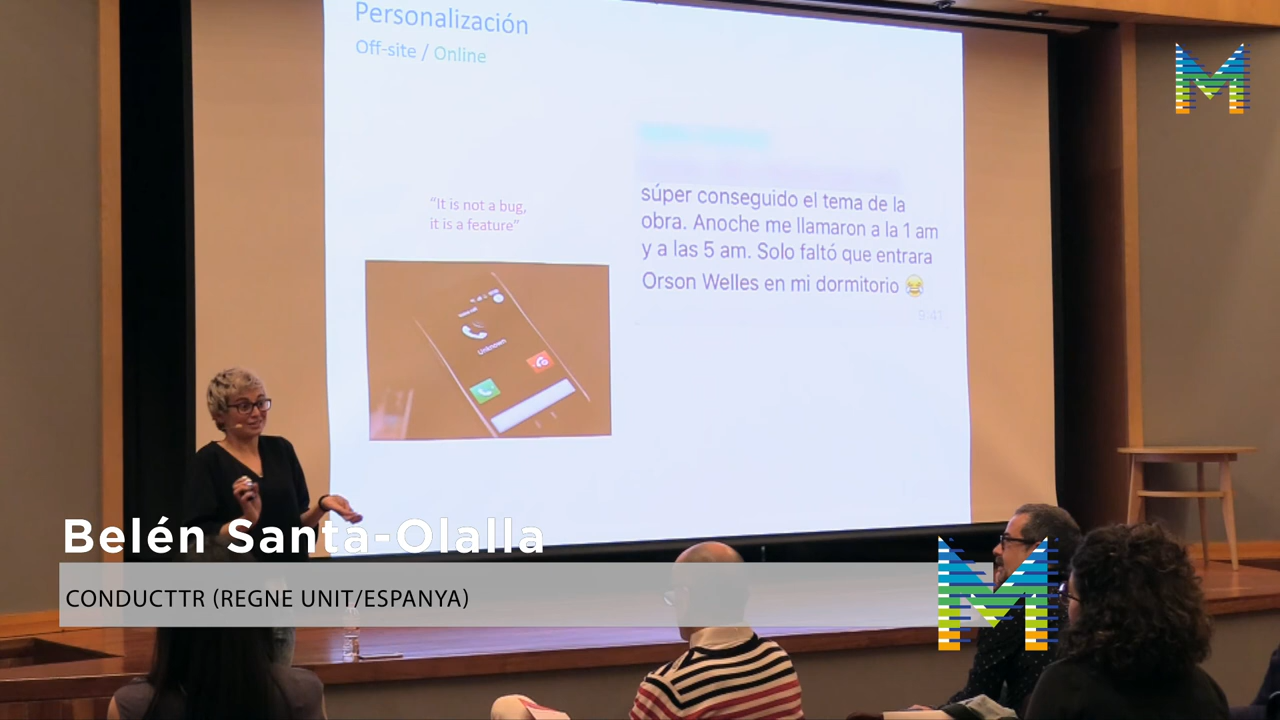 Personalización
Off-site / Online
"It is not a bug,
it is a feature"
súper conseguido el tema de la
obra. Anoche me llamaron a la 1 am
y a las 5 am. Solo faltó que entrara
Orson Welles en mi dormitorio 😂
9:41
Unknown
M
Belén Santa-Olalla
CONDUCTTR (REGNE UNIT/ESPANYA)
M